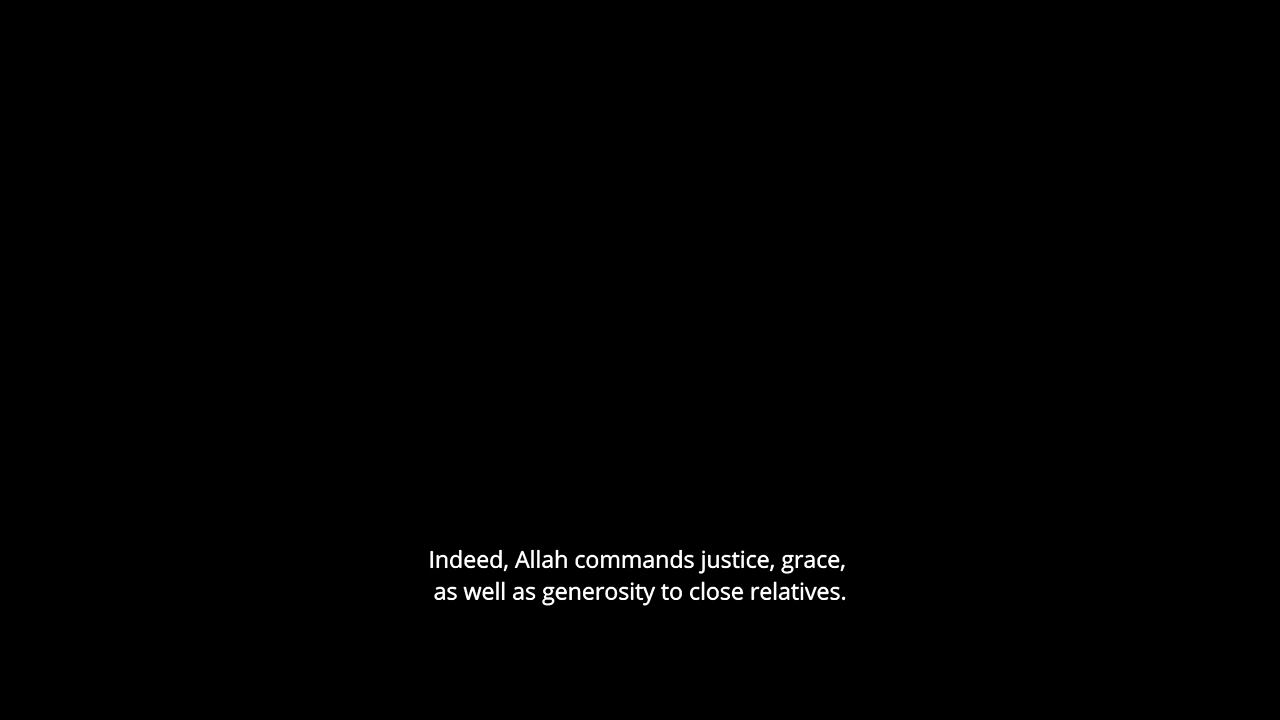 Indeed, Allah commands justice, grace,
as well as generosity to close relatives.